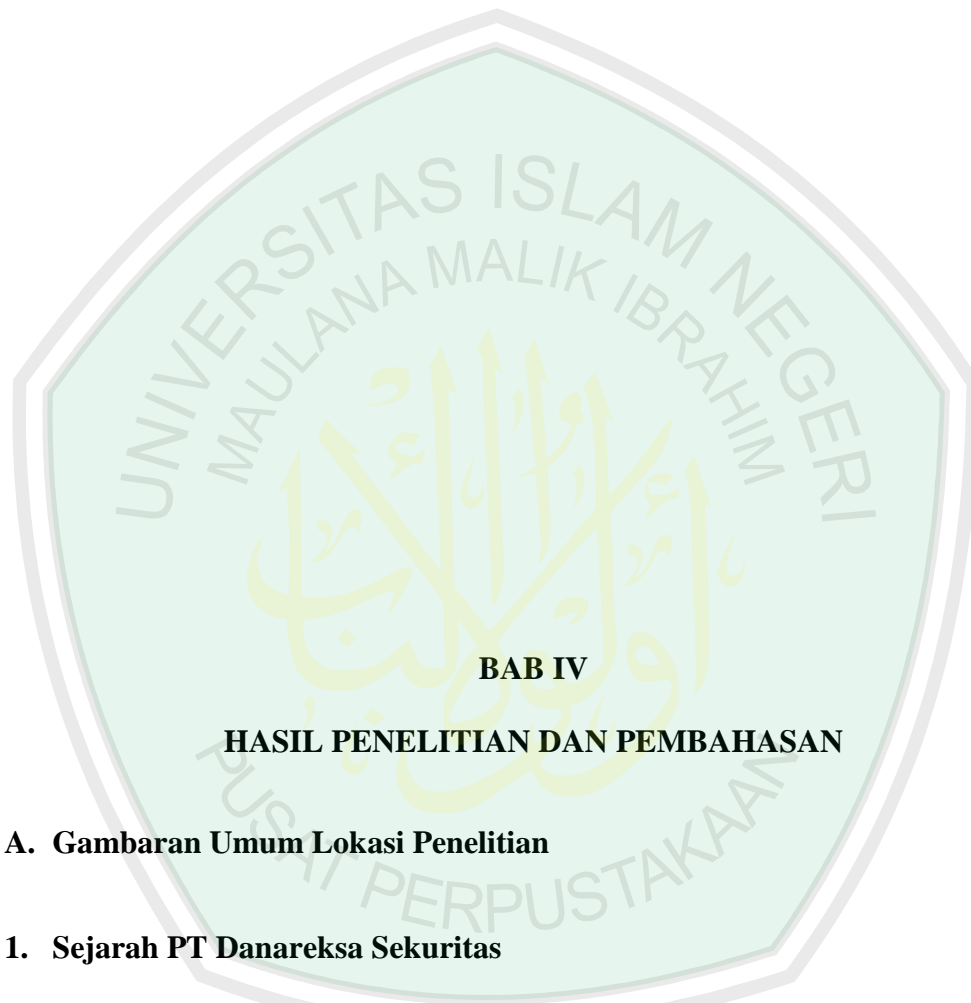 UNIVERSITAS ISLAM NEGERI
MAULANA MALIK IBRAHIM
BAB IV
HASIL PENELITIAN DAN PEMBAHASAN
A. Gambaran Umum Lokasi Penelitian
1. Sejarah PT Danareksa Sekuritas
PUSAT PERPUSTAKAAN